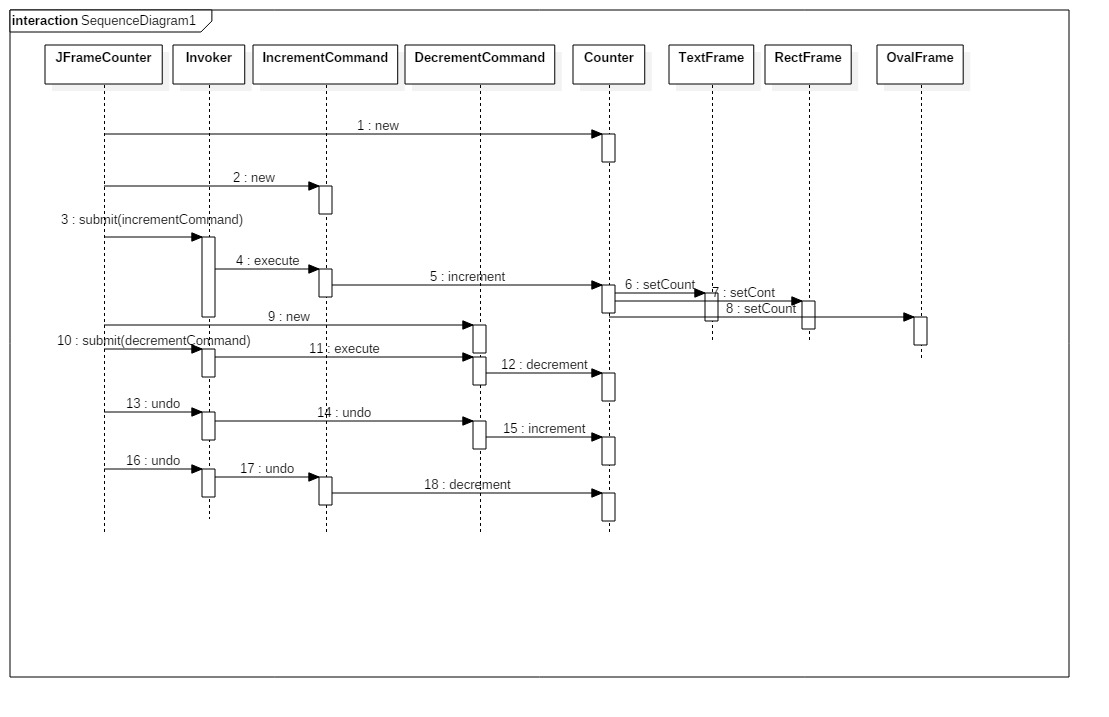 interaction SequenceDiagram1
JFrameCounter
Invoker
IncrementCommand
DecrementCommand
Counter
TextFrame
RectFrame
OvalFrame
1 : new
2 : new
3 : submit(incrementCommand)
4 : execute
5 : increment
6 : setCount
7 : setCont
8 : setCount
9 : new
10 : submit(decrementCommand)
11 : execute
12 : decrement
13 : undo
14 : undo
15 : increment
16 : undo
17 : undo
18 : decrement